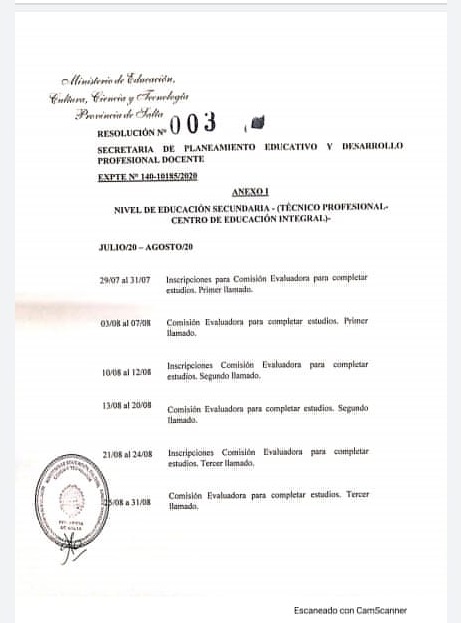 Ministerio de Educación,
Cultura, Ciencia y Tecnología
Provincia de Salta
RESOLUCIÓN Nº 003
SECRETARIA DE PLANEAMIENTO EDUCATIVO Y DESARROLLO
PROFESIONAL DOCENTE
EXPTE Nº 140-10185/2020
ANEXO I
NIVEL DE EDUCACIÓN SECUNDARIA - (TÉCNICO PROFESIONAL-
CENTRO DE EDUCACIÓN INTEGRAL)-
JULIO/20 – AGOSTO/20
29/07 al 31/07 Inscripciones para Comisión Evaluadora para completar
estudios. Primer llamado.
03/08 al 07/08 Comisión Evaluadora para completar estudios. Primer
llamado.
10/08 al 12/08 Inscripciones Comisión Evaluadora para completar
estudios. Segundo llamado.
13/08 al 20/08 Comisión Evaluadora para completar estudios. Segundo
llamado.
21/08 al 24/08 Inscripciones Comisión Evaluadora para completar
estudios. Tercer llamado.
/08 a 31/08 Comisión Evaluadora para completar estudios. Tercer
llamado.
Escaneado con CamScanner